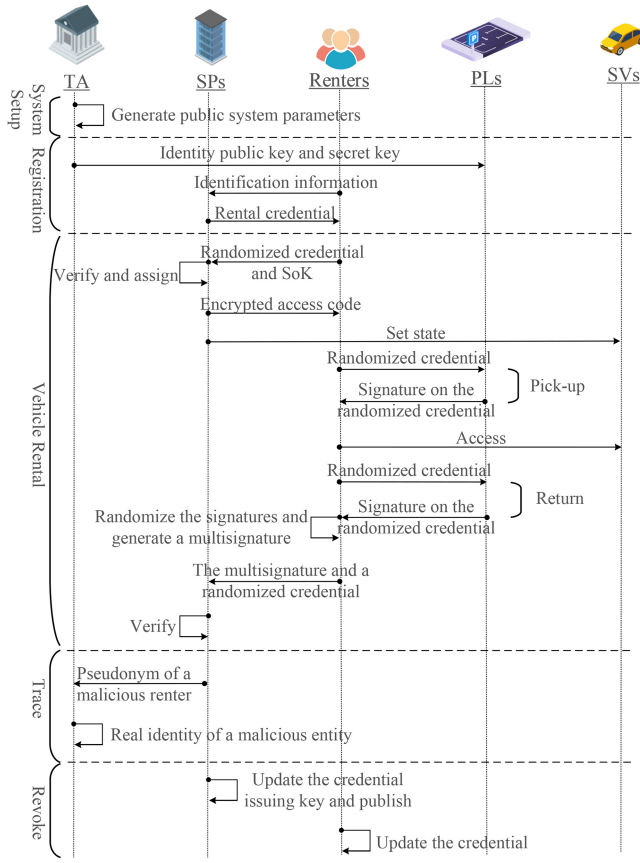 TA
SPs
Renters
PLs
SVs
P
System
Setup
Generate public system parameters
Registration
Identity public key and secret key
Identification information
Rental credential
Vehicle Rental
Randomized credential
and SoK
Verify and assign
Encrypted access code
Set state
Randomized credential
Pick-up
Signature on the
randomized credential
Access
Randomized credential
Return
Signature on the
randomized credential
Randomize the signatures and
generate a multisignature
The multisignature and a
randomized credential
Verify
Trace
Pseudonym of a
malicious renter
Real identity of a malicious entity
Revoke
Update the credential
issuing key and publish
Update the credential